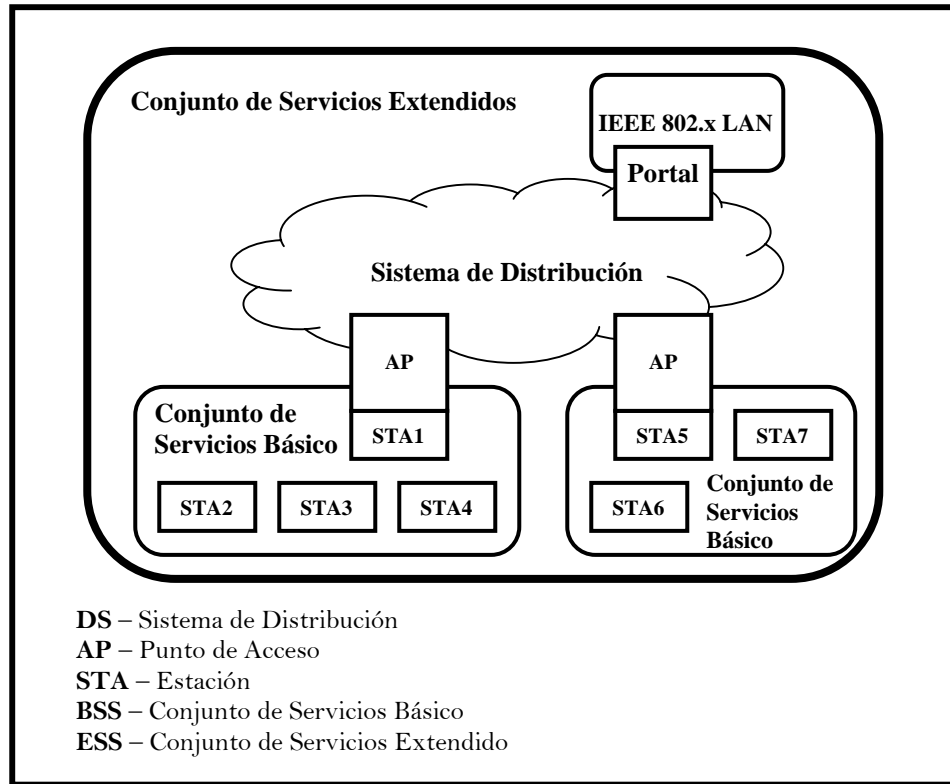 Conjunto de Servicios Extendidos
IEEE 802.x LAN
Portal
Sistema de Distribución
AP
AP
Conjunto de
Servicios Básico
STA1
STA5
STA7
STA2
STA3
STA4
STA6
Conjunto de
Servicios
Básico
DS – Sistema de Distribución
AP – Punto de Acceso
STA – Estación
BSS – Conjunto de Servicios Básico
ESS – Conjunto de Servicios Extendido